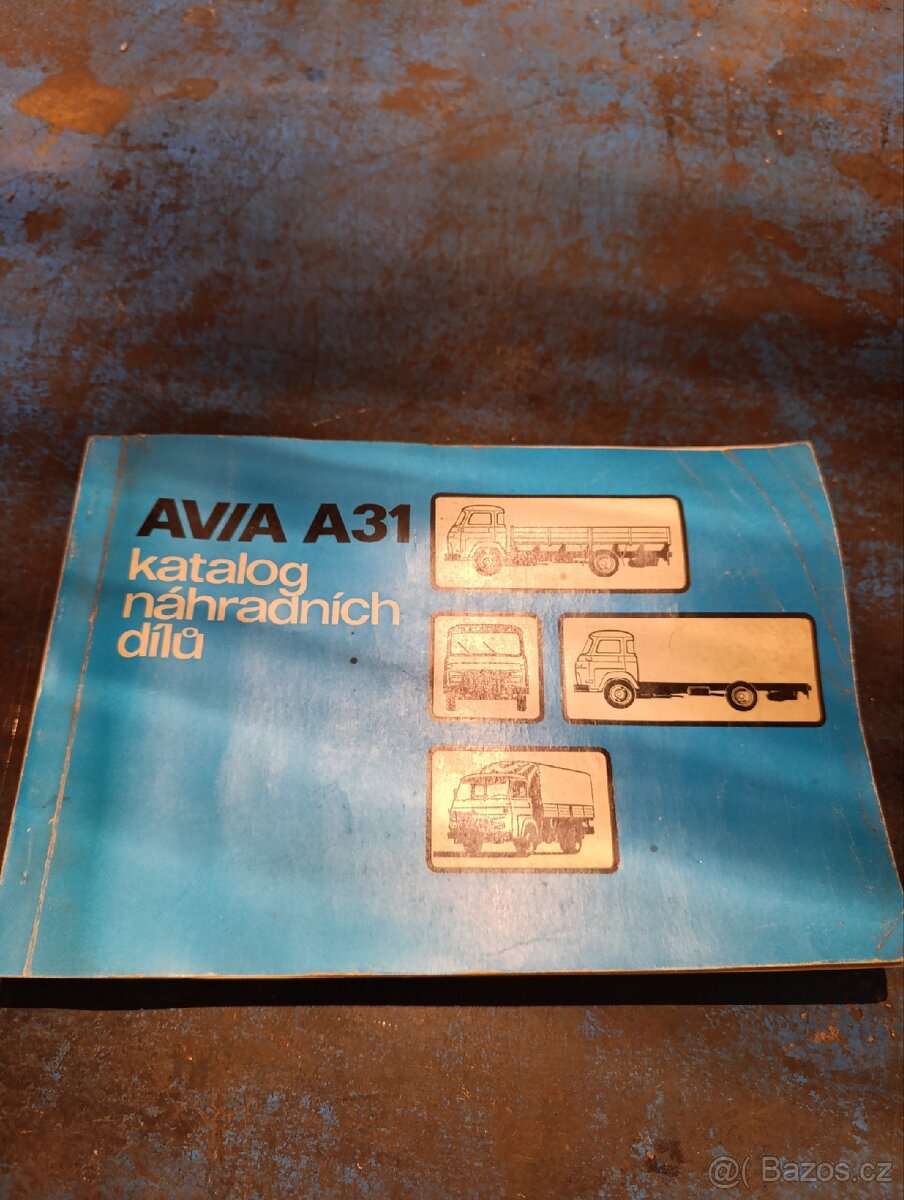 AVIA A31
katalog
náhradních
dílů
@( Bazos.cz